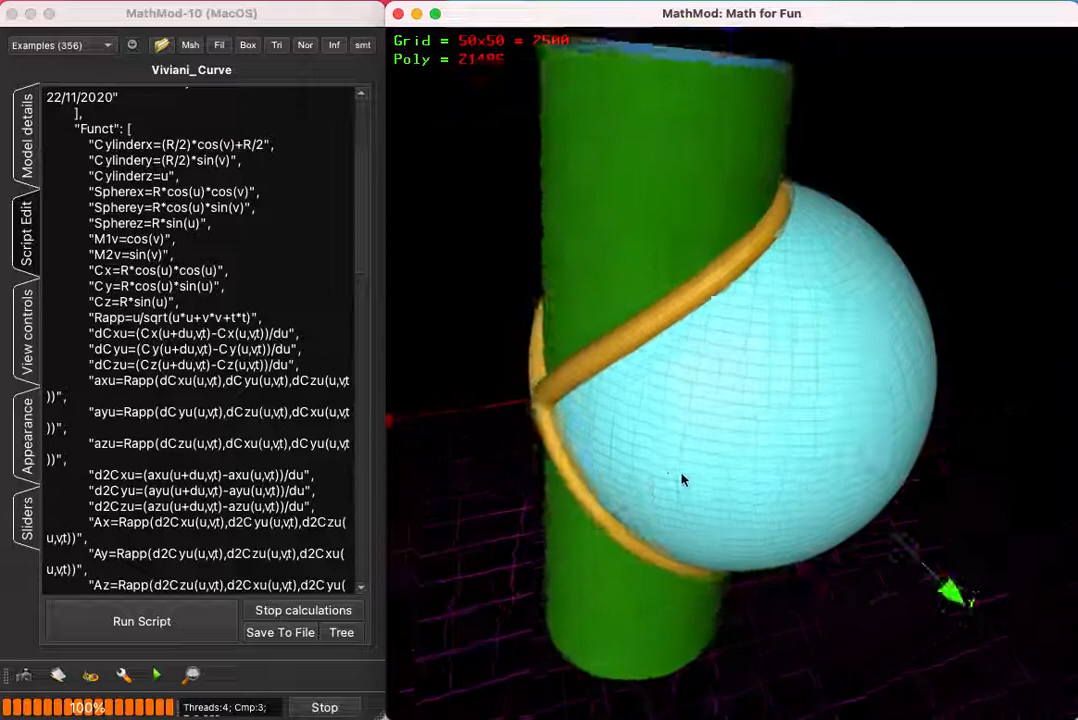 MathMod-10 (MacOS)
MathMod: Math for Fun
Examples (356)
Msh
Fil
Box
Tri
Nor
Inf
smt
Viviani_Curve
Model details
Script Edit
View controls
Appearance
Sliders
22/11/2020"
],
"Funct": [
"Cylinderx=(R/2)*cos(v)+R/2",
"Cylindery=(R/2)*sin(v)",
"Cylinderz=u",
"Spherex=R*cos(u)*cos(v)",
"Spherey=R*cos(u)*sin(v)",
"Spherez=R*sin(u)",
"M1v=cos(v)",
"M2v=sin(v)",
"Cx=R*cos(u)*cos(u)",
"Cy=R*cos(u)*sin(u)",
"Cz=R*sin(u)",
"Rapp=u/sqrt(u*u+v*v+t*t)",
"dCxu=(Cx(u+du,v,t)-Cx(u,v,t))/du",
"dCyu=(Cy(u+du,v,t)-Cy(u,v,t))/du",
"dCzu=(Cz(u+du,v,t)-Cz(u,v,t))/du",
"axu=Rapp(dCxu(u,v,t),dCyu(u,v,t),dCzu(u,v,t
))",
"ayu=Rapp(dCyu(u,v,t),dCzu(u,v,t),dCxu(u,v,t
))",
"azu=Rapp(dCzu(u,v,t),dCxu(u,v,t),dCyu(u,v,t
))",
"d2Cxu=(axu(u+du,v,t)-axu(u,v,t))/du",
"d2Cyu=(ayu(u+du,v,t)-ayu(u,v,t))/du",
"d2Czu=(azu(u+du,v,t)-azu(u,v,t))/du",
"Ax=Rapp(d2Cxu(u,v,t),d2Cyu(u,v,t),d2Czu(
u,v,t))",
"Ay=Rapp(d2Cyu(u,v,t),d2Czu(u,v,t),d2Cxu(
u,v,t))",
"Az=Rapp(d2Czu(u,v,t),d2Cxu(u,v,t),d2Cyu(
Run Script
Stop calculations
Save To File
Tree
100%
Threads:4; Cmp:3;
Stop
Grid = 50x50 = 2500
Poly = 21496
Y